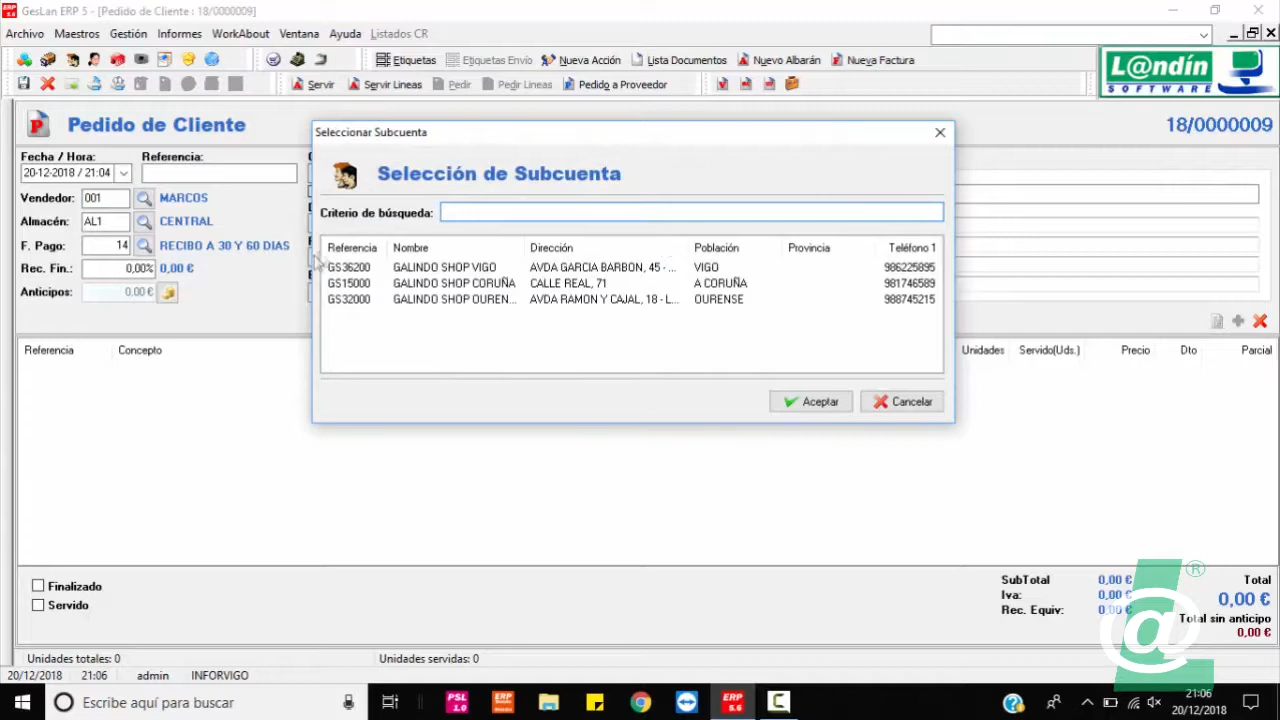 GesLan ERP 5 - [Pedido de Cliente : 18/0000009]
Archivo Maestros Gestión Informes WorkAbout Ventana Ayuda Listados CR
Etiquetas Etiquetas Envío Nueva Acción Lista Documentos Nuevo Albarán Nueva Factura
Servir Servir Lineas Pedir Pedir Lineas Pedido a Proveedor
L@ndín
SOFTWARE
Pedido de Cliente
18/0000009
Fecha / Hora: Referencia:
20-12-2018 / 21:04
Vendedor: 001 MARCOS
Almacén: AL1 CENTRAL
F. Pago: 14 RECIBO A 30 Y 60 DIAS
Rec. Fin.: 0,00% 0,00 €
Anticipos: 0.00 €
Seleccionar Subcuenta
Selección de Subcuenta
Criterio de búsqueda:
Referencia Nombre Dirección Población Provincia Teléfono 1
GS36200 GALINDO SHOP VIGO AVDA GARCIA BARBON, 45 - ... VIGO 986225895
GS15000 GALINDO SHOP CORUÑA CALLE REAL, 71 A CORUÑA 981746589
GS32000 GALINDO SHOP OUREN... AVDA RAMON Y CAJAL, 18 - L... OURENSE 988745215
Aceptar Cancelar
Referencia Concepto Unidades Servido(Uds.) Precio Dto Parcial
Finalizado
Servido
SubTotal 0,00 € Total
Iva: 0,00 € 0,00 €
Rec. Equiv: 0,00 € Total sin anticipo
0,00 €
Unidades totales: 0 Unidades servidas: 0
20/12/2018 21:06 admin INFORVIGO
Escribe aquí para buscar
PSL 1.0
ERP
ERP 5.6
21:06
20/12/2018